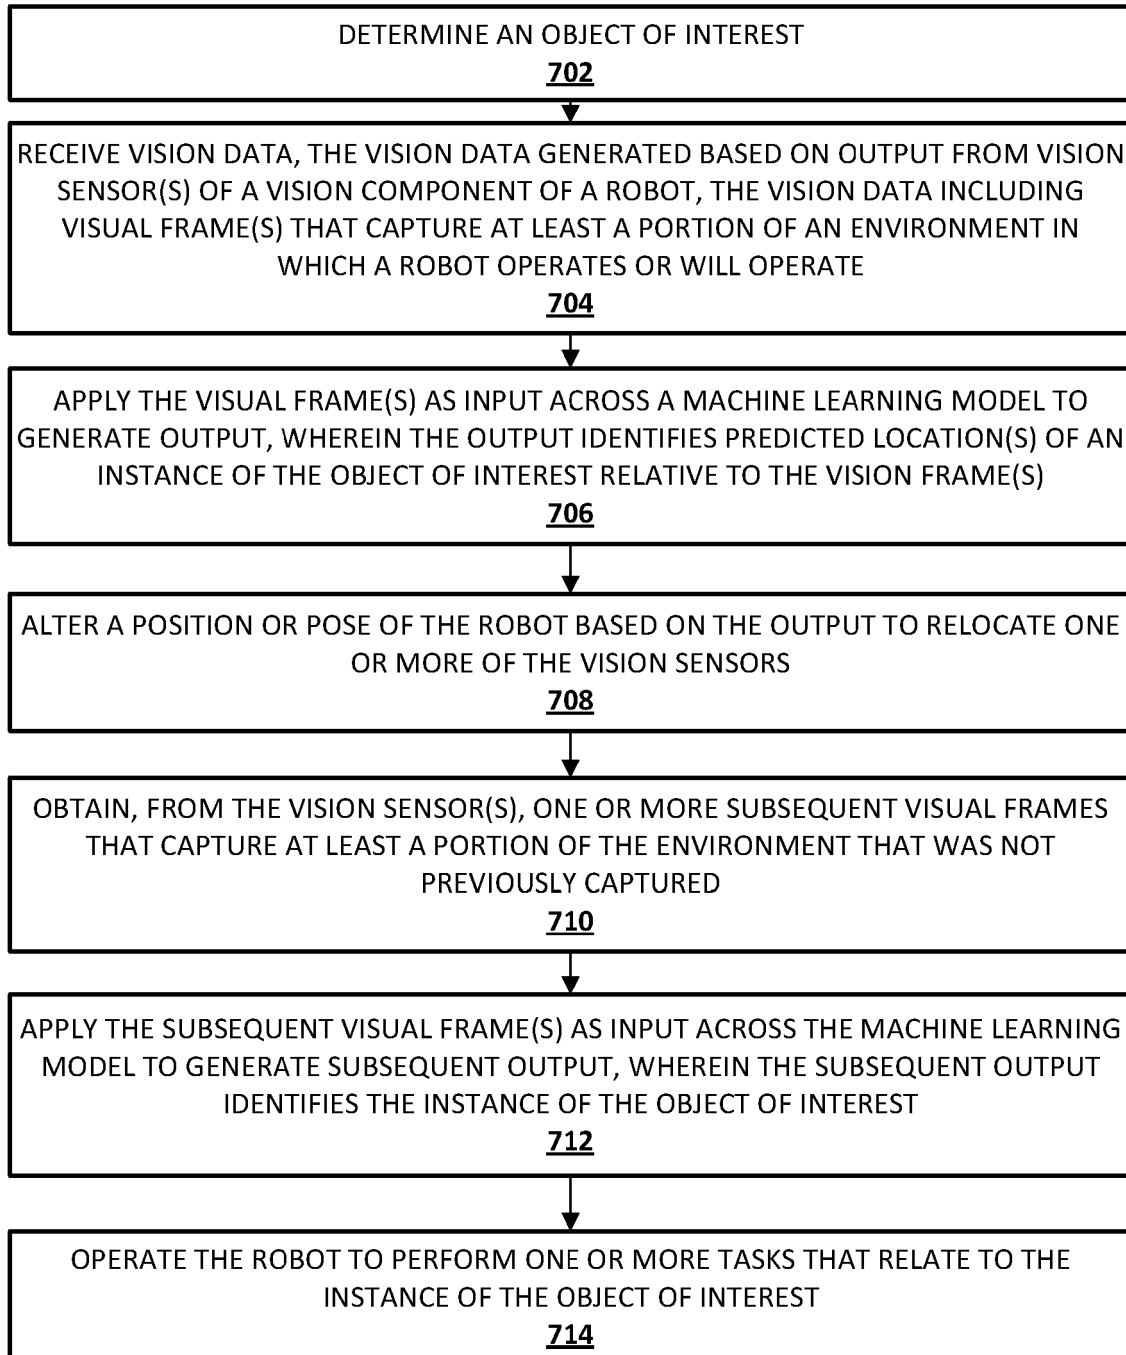 DETERMINE AN OBJECT OF INTEREST
702
RECEIVE VISION DATA, THE VISION DATA GENERATED BASED ON OUTPUT FROM VISION
SENSOR(S) OF A VISION COMPONENT OF A ROBOT, THE VISION DATA INCLUDING
VISUAL FRAME(S) THAT CAPTURE AT LEAST A PORTION OF AN ENVIRONMENT IN
WHICH A ROBOT OPERATES OR WILL OPERATE
704
APPLY THE VISUAL FRAME(S) AS INPUT ACROSS A MACHINE LEARNING MODEL TO
GENERATE OUTPUT, WHEREIN THE OUTPUT IDENTIFIES PREDICTED LOCATION(S) OF AN
INSTANCE OF THE OBJECT OF INTEREST RELATIVE TO THE VISION FRAME(S)
706
ALTER A POSITION OR POSE OF THE ROBOT BASED ON THE OUTPUT TO RELOCATE ONE
OR MORE OF THE VISION SENSORS
708
OBTAIN, FROM THE VISION SENSOR(S), ONE OR MORE SUBSEQUENT VISUAL FRAMES
THAT CAPTURE AT LEAST A PORTION OF THE ENVIRONMENT THAT WAS NOT
PREVIOUSLY CAPTURED
710
APPLY THE SUBSEQUENT VISUAL FRAME(S) AS INPUT ACROSS THE MACHINE LEARNING
MODEL TO GENERATE SUBSEQUENT OUTPUT, WHEREIN THE SUBSEQUENT OUTPUT
IDENTIFIES THE INSTANCE OF THE OBJECT OF INTEREST
712
OPERATE THE ROBOT TO PERFORM ONE OR MORE TASKS THAT RELATE TO THE
INSTANCE OF THE OBJECT OF INTEREST
714